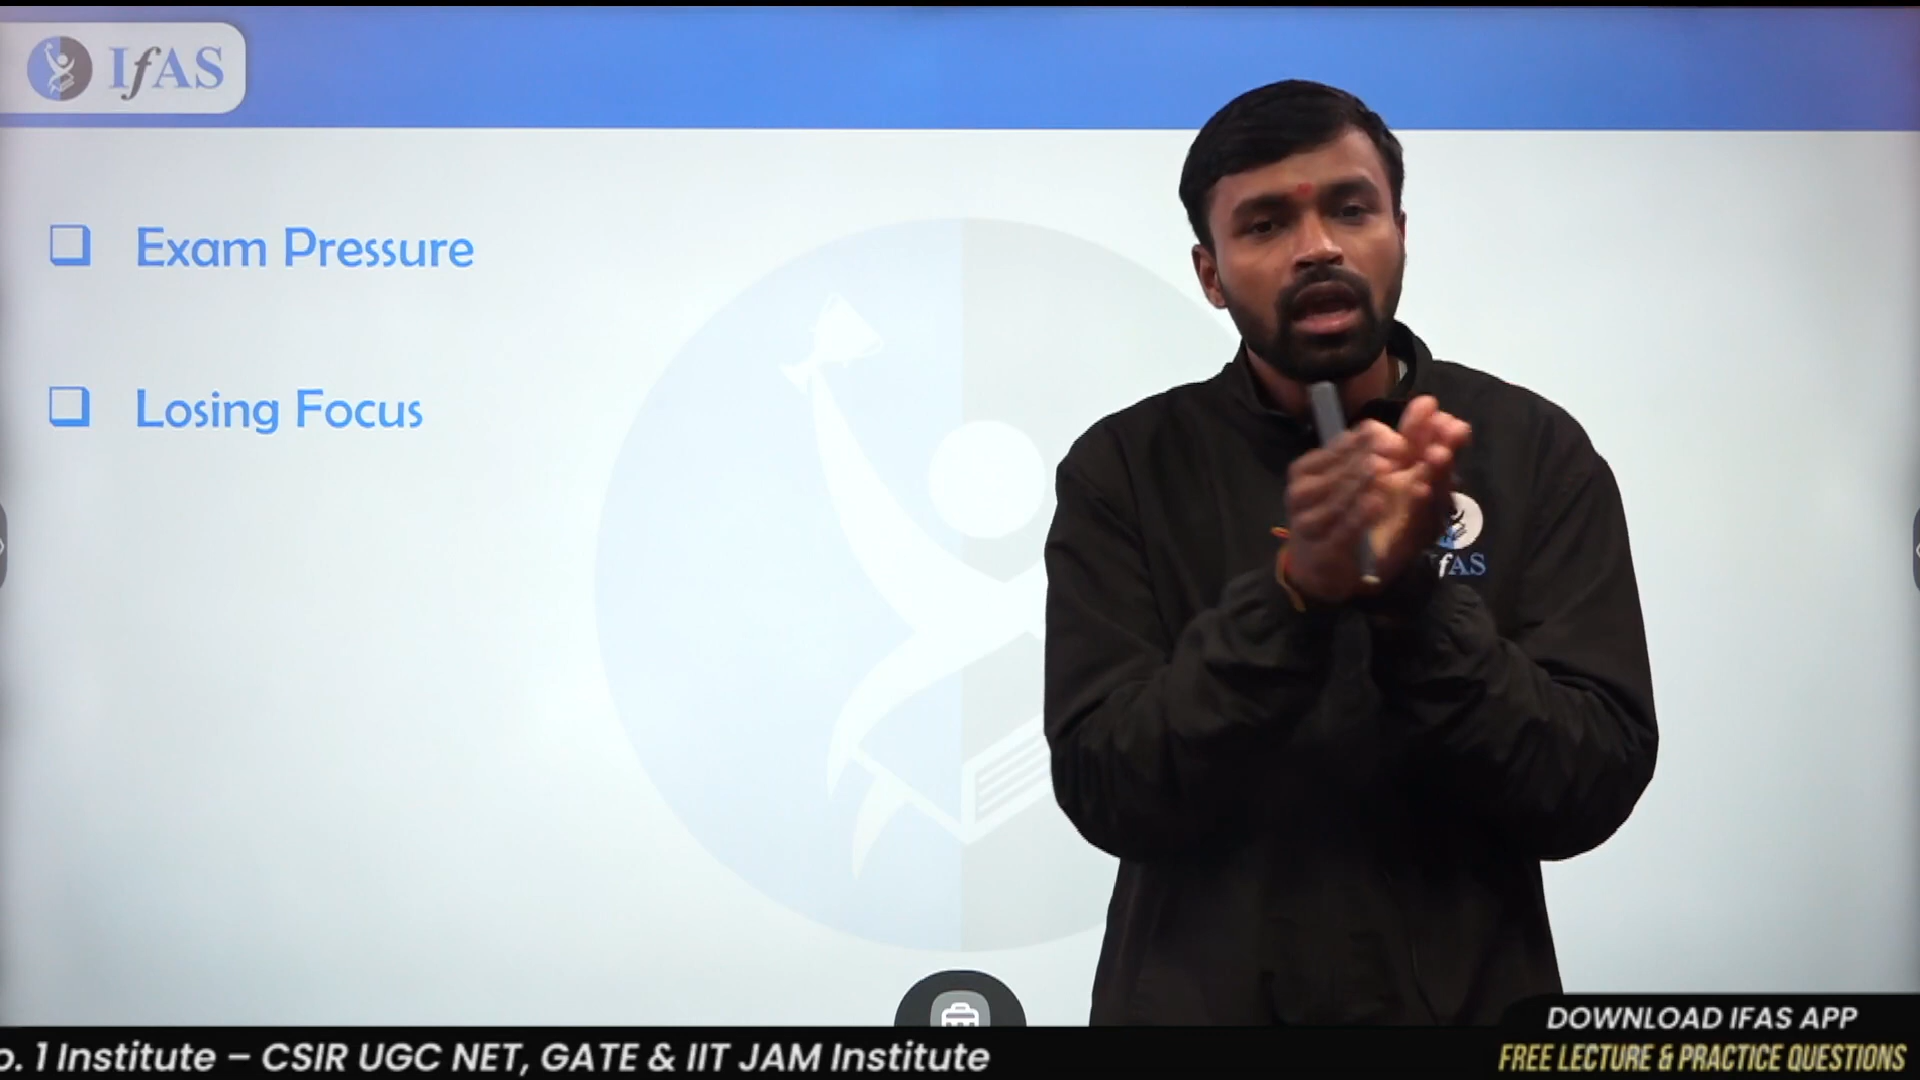 IfAS
Exam Pressure
Losing Focus
fAS
o. 1 Institute – CSIR UGC NET, GATE & IIT JAM Institute
DOWNLOAD IFAS APP
FREE LECTURE & PRACTICE QUESTIONS